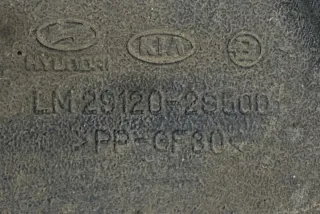 HYUNDAI KIA
LM 29120-2S500
>PP-GF30<